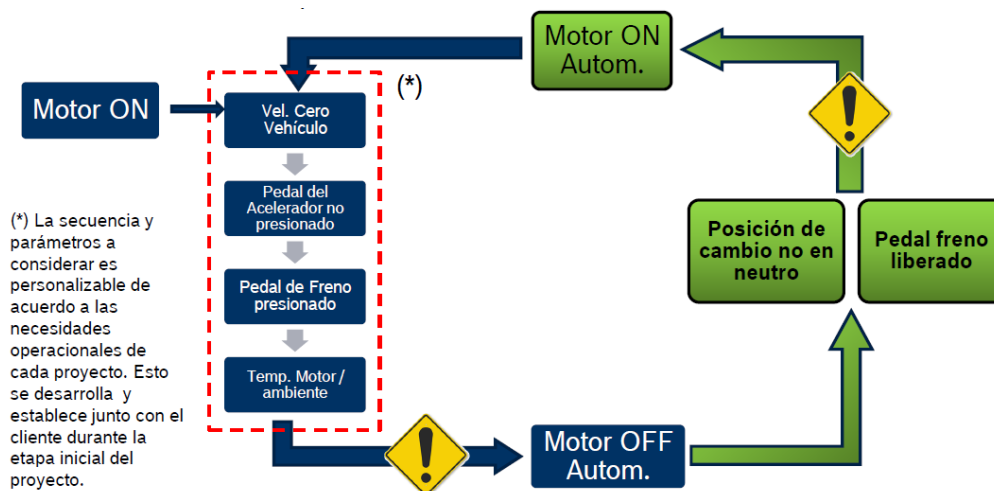 Motor ON
(*) La secuencia y
parámetros a
considerar es
personalizable de
acuerdo a las
necesidades
operacionales de
cada proyecto. Esto
se desarrolla y
establece junto con el
cliente durante la
etapa inicial del
proyecto.
Vel. Cero
Vehículo
Pedal del
Acelerador no
presionado
Pedal de Freno
presionado
Temp. Motor /
ambiente
(*)
!
Motor OFF
Autom.
Posición de
cambio no en
neutro
Pedal freno
liberado
!
Motor ON
Autom.